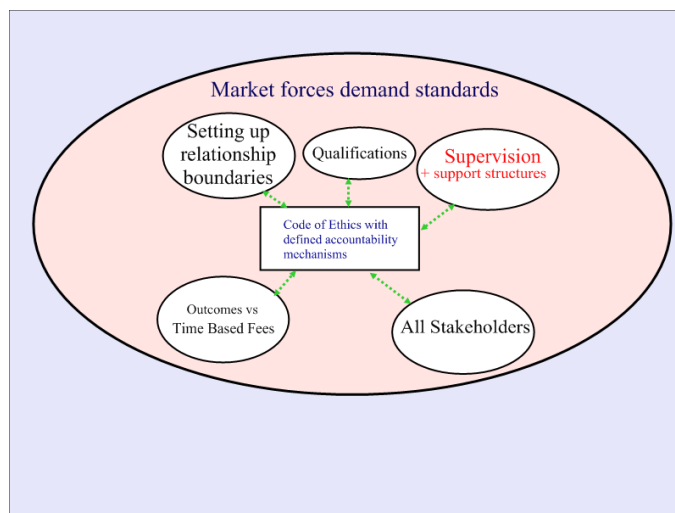 Market forces demand standards
Setting up
relationship
boundaries
Qualifications
Supervision
+ support structures
Code of Ethics with
defined accountability
mechanisms
Outcomes vs
Time Based Fees
All Stakeholders